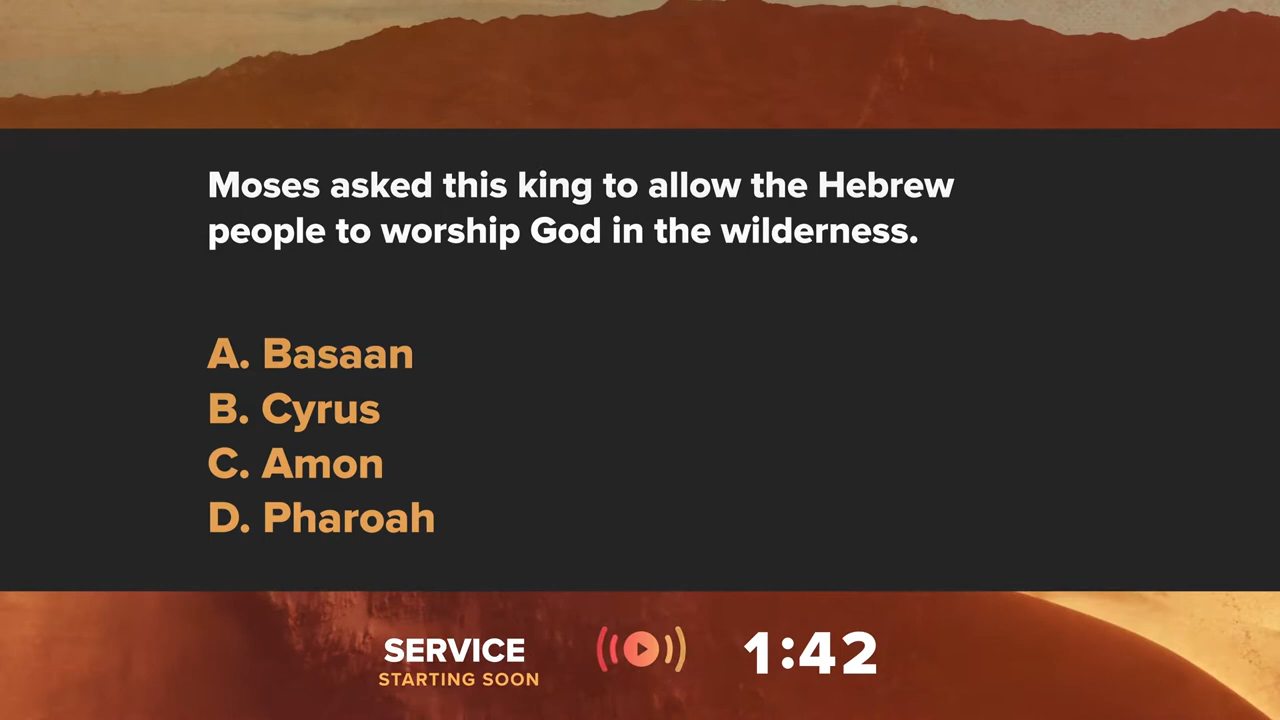 Moses asked this king to allow the Hebrew
people to worship God in the wilderness.
A. Basaan
B. Cyrus
C. Amon
D. Pharoah
SERVICE
STARTING SOON
1:42